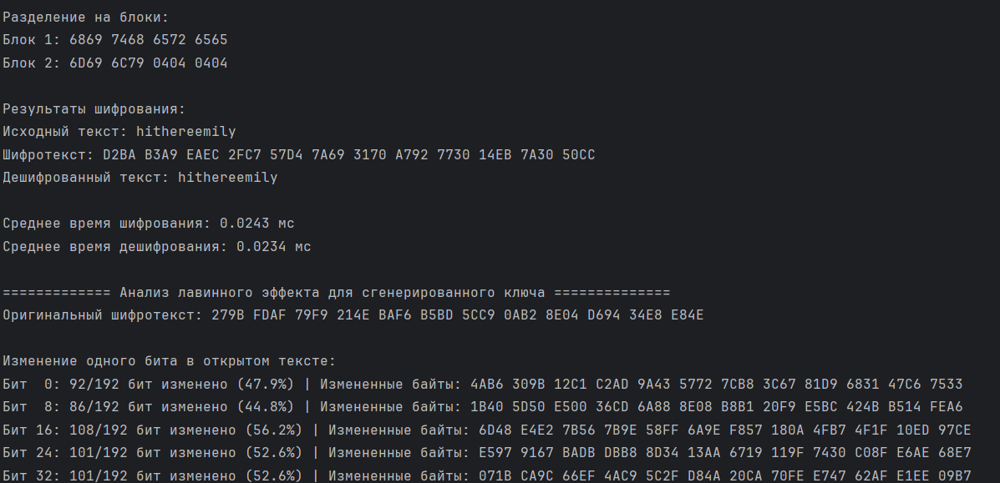 Разделение на блоки:
Блок 1: 6869 7468 6572 6565
Блок 2: 6D69 6C79 0404 0404
Результаты шифрования:
Исходный текст: hithereemily
Шифротекст: D2BA B3A9 EAEC 2FC7 57D4 7A69 3170 A792 7730 14EB 7A30 50CC
Дешифрованный текст: hithereemily
Среднее время шифрования: 0.0243 мс
Среднее время дешифрования: 0.0234 мс
============= Анализ лавинного эффекта для сгенерированного ключа ==============
Оригинальный шифротекст: 279B FDAF 79F9 214E BAF6 B5BD 5CC9 0AB2 8E04 D694 34E8 E84E
Изменение одного бита в открытом тексте:
Бит  0: 92/192 бит изменено (47.9%) | Измененные байты: 4AB6 309B 12C1 C2AD 9A43 5772 7CB8 3C67 81D9 6831 47C6 7533
Бит  8: 86/192 бит изменено (44.8%) | Измененные байты: 1B40 5D50 E500 36CD 6A88 8E08 B8B1 20F9 E5BC 424B B514 FEA6
Бит 16: 108/192 бит изменено (56.2%) | Измененные байты: 6D48 E4E2 7B56 7B9E 58FF 6A9E F857 180A 4FB7 4F1F 10ED 97CE
Бит 24: 101/192 бит изменено (52.6%) | Измененные байты: E597 9167 BADB DBB8 8D34 13AA 6719 119F 7430 C08F E6AE 68E7
Бит 32: 101/192 бит изменено (52.6%) | Измененные байты: 071B CA9C 66EF 4AC9 5C2F D84A 20CA 70FE E747 62AF E1EE 09B7